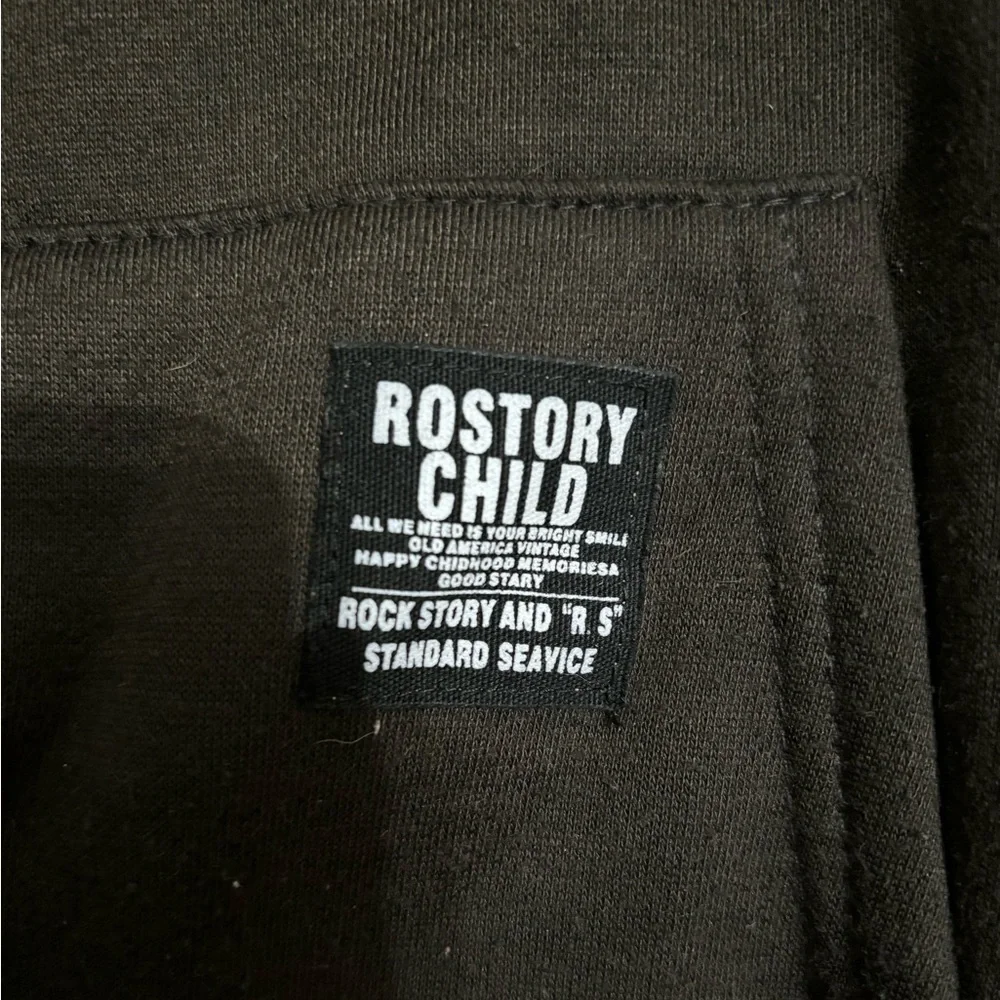 ROSTORY
CHILD
ALL WE NEED IS YOUR BRIGHT SMILE
OLD AMERICA VINTAGE
HAPPY CHIDHOOD MEMORIESA
GOOD STARY
ROCK STORY AND "R. S"
STANDARD SEAVICE